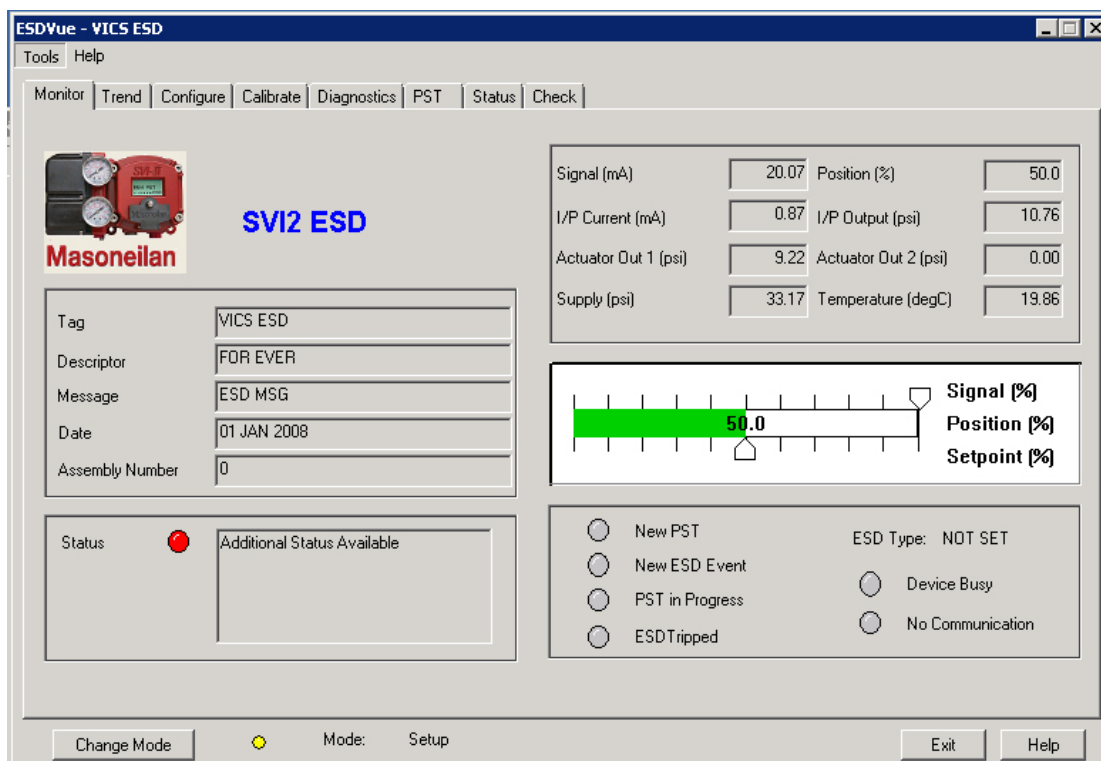 ESDVue - VICS ESD
Tools Help
Monitor Trend Configure Calibrate Diagnostics PST Status Check
SVI-II
Masoneilan
SVI2 ESD
Signal (mA) 20.07 Position (%) 50.0
I/P Current (mA) 0.87 I/P Output (psi) 10.76
Actuator Out 1 (psi) 9.22 Actuator Out 2 (psi) 0.00
Supply (psi) 33.17 Temperature (degC) 19.86
Tag VICS ESD
Descriptor FOR EVER
Message ESD MSG
Date 01 JAN 2008
Assembly Number 0
Signal (%)
50.0 Position (%)
Setpoint (%)
Status Additional Status Available
New PST
New ESD Event
PST in Progress
ESDTripped
ESD Type: NOT SET
Device Busy
No Communication
Change Mode Mode: Setup Exit Help